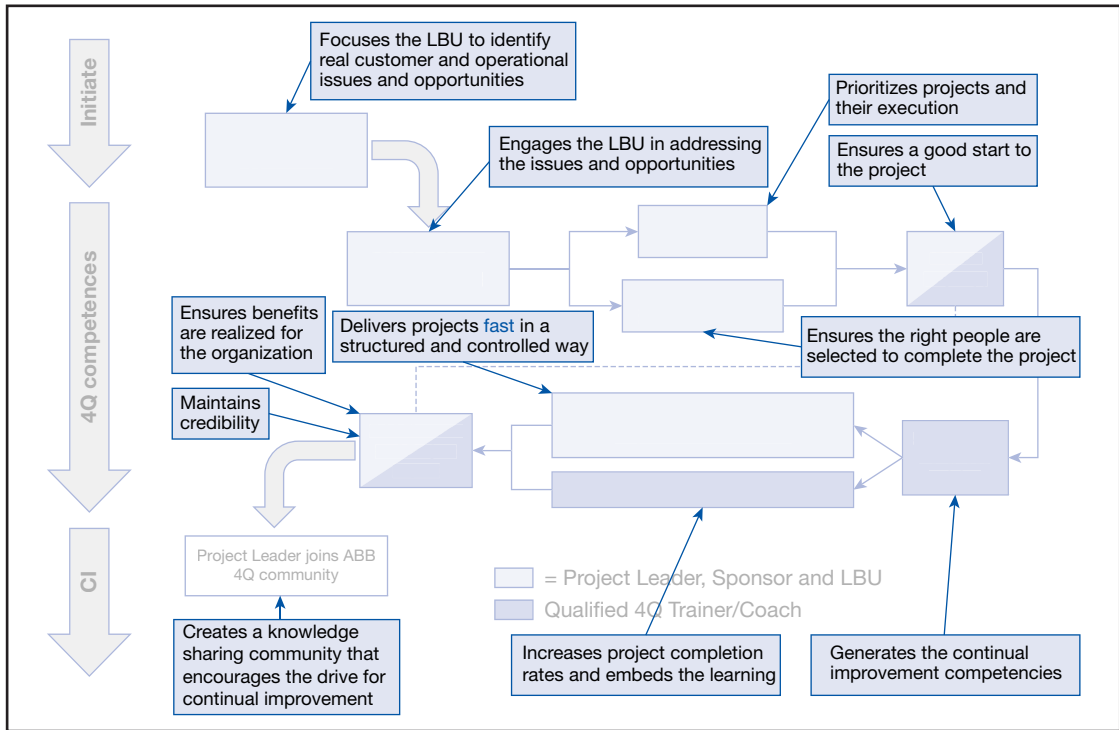 Initiate
Focuses the LBU to identify
real customer and operational
issues and opportunities
Engages the LBU in addressing
the issues and opportunities
Prioritizes projects and
their execution
Ensures a good start to
the project
4Q competences
Ensures benefits
are realized for
the organization
Maintains
credibility
Delivers projects fast in a
structured and controlled way
Ensures the right people are
selected to complete the project
CI
Project Leader joins ABB
4Q community
= Project Leader, Sponsor and LBU
Qualified 4Q Trainer/Coach
Creates a knowledge
sharing community that
encourages the drive for
continual improvement
Increases project completion
rates and embeds the learning
Generates the continual
improvement competencies